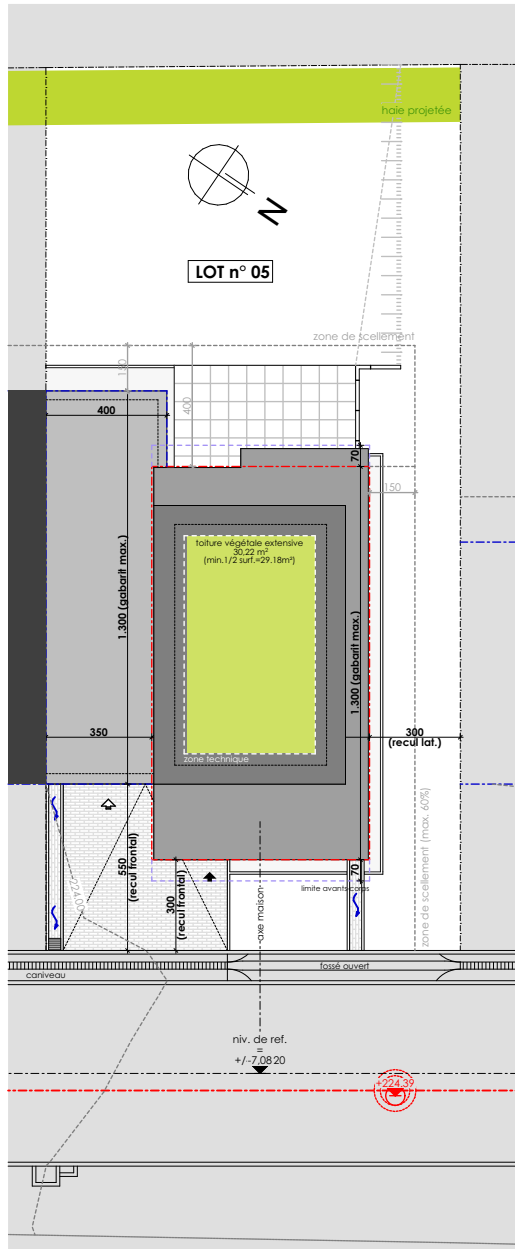 haie projetée
N
LOT n° 05
zone de scellement
150
400
400
70
150
toiture végétale extensive
30,22 m²
(min.1/2 surf.=29.18m²)
1.300 (gabarit max.)
1.300 (gabarit max.)
350
300
(recul lat.)
zone technique
zone de scellement (max. 60%)
550
(recul frontal)
300
(recul frontal)
70
224.00
limite avants-corps
axe maison
caniveau
fossé ouvert
niv. de ref.
=
+/-7,0820
+224.39